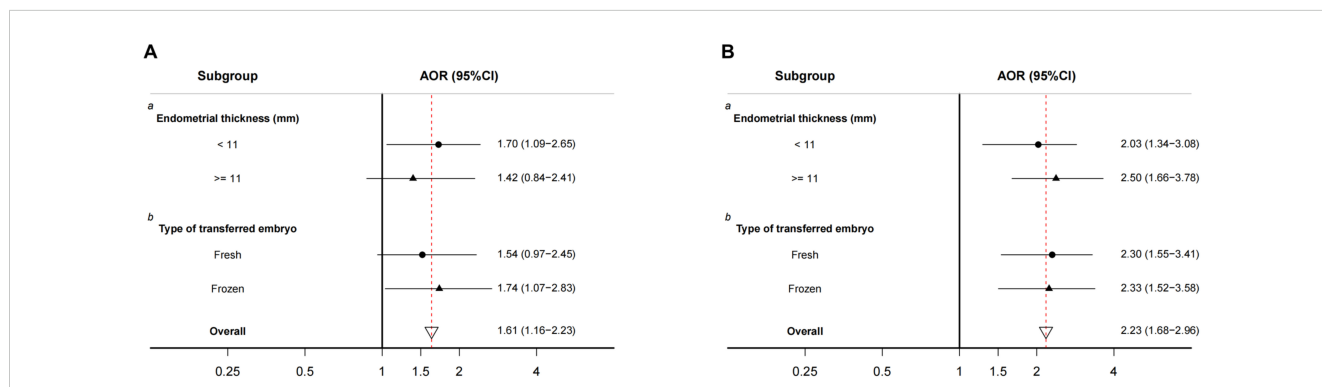 A
Subgroup AOR (95%CI)
a
Endometrial thickness (mm)
< 11 1.70 (1.09−2.65)
>= 11 1.42 (0.84−2.41)
b
Type of transferred embryo
Fresh 1.54 (0.97−2.45)
Frozen 1.74 (1.07−2.83)
Overall 1.61 (1.16−2.23)
0.25 0.5 1 1.5 2 4
B
Subgroup AOR (95%CI)
a
Endometrial thickness (mm)
< 11 2.03 (1.34−3.08)
>= 11 2.50 (1.66−3.78)
b
Type of transferred embryo
Fresh 2.30 (1.55−3.41)
Frozen 2.33 (1.52−3.58)
Overall 2.23 (1.68−2.96)
0.25 0.5 1 1.5 2 4